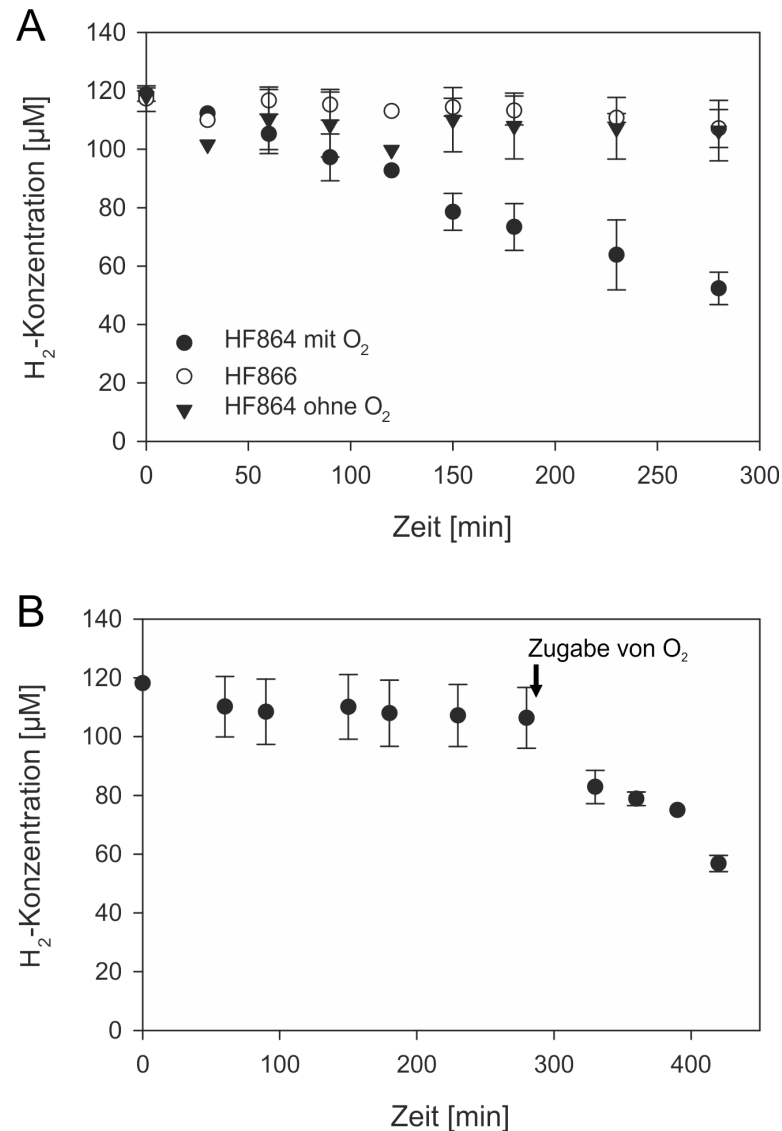 A
140
120
100
80
60
40
20
0
H₂-Konzentration [µM]
HF864 mit O₂
HF866
HF864 ohne O₂
0 50 100 150 200 250 300
Zeit [min]
B
140
120
100
80
60
40
20
0
H₂-Konzentration [µM]
Zugabe von O₂
0 100 200 300 400
Zeit [min]